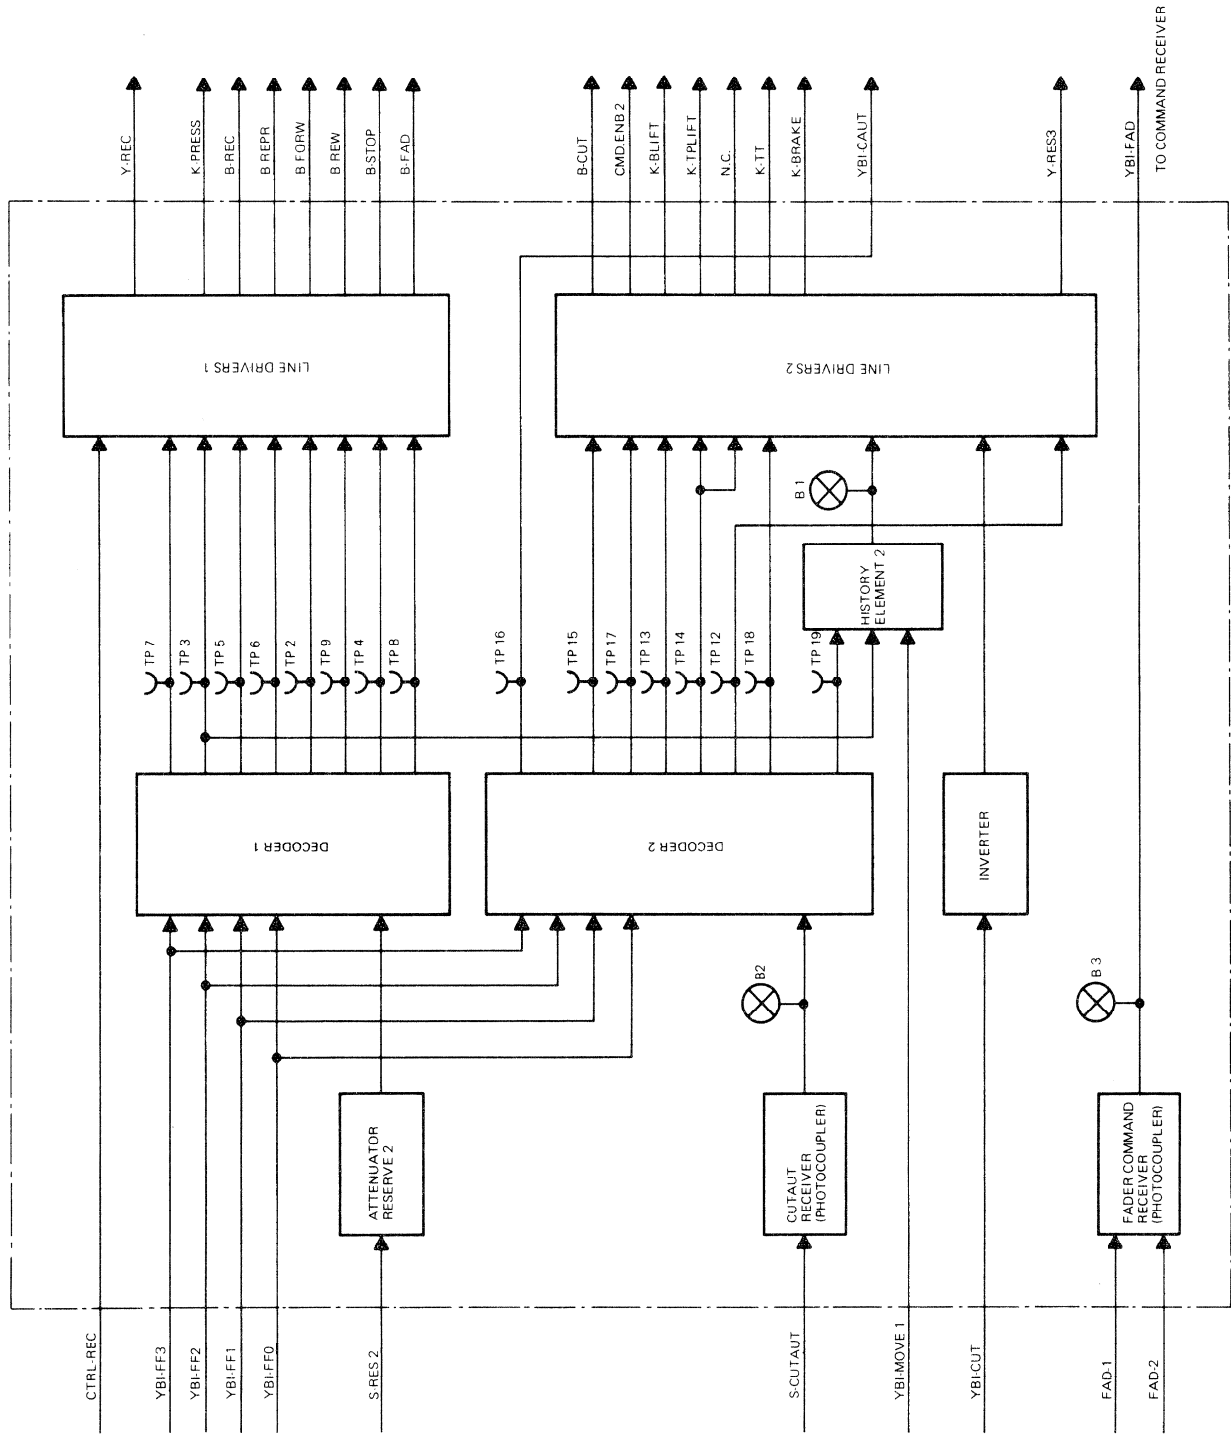 Y-REC
K-PRESS
B-REC
B REPR
B FORW
B REW
B-STOP
B-FAD
B-CUT
CMD.ENB2
K-BLIFT
K-TPLIFT
N.C.
K-TT
K-BRAKE
YBI-CAUT
Y-RES3
YBI-FAD
TO COMMAND RECEIVER
LINE DRIVERS 1
LINE DRIVERS 2
B 1
HISTORY
ELEMENT 2
TP 7
TP 3
TP 5
TP 6
TP 2
TP 9
TP 4
TP 8
TP 16
TP 15
TP 17
TP 13
TP 14
TP 12
TP 18
TP 19
DECODER 1
DECODER 2
INVERTER
B2
B 3
ATTENUATOR
RESERVE 2
CUTAUT
RECEIVER
(PHOTOCOUPLER)
FADER COMMAND
RECEIVER
(PHOTOCOUPLER)
CTRL-REC
YBI-FF3
YBI-FF2
YBI-FF1
YBI-FF0
S-RES 2
S-CUTAUT
YBI-MOVE 1
YBI-CUT
FAD-1
FAD-2